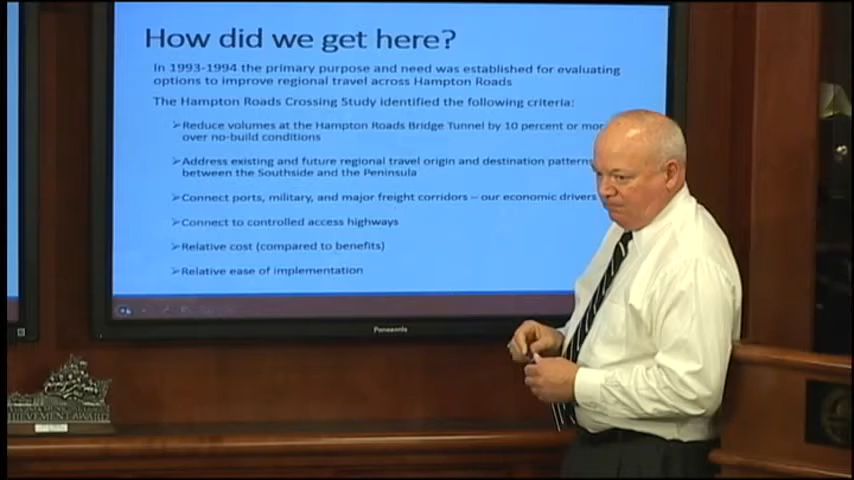 How did we get here?
In 1993-1994 the primary purpose and need was established for evaluating
options to improve regional travel across Hampton Roads
The Hampton Roads Crossing Study identified the following criteria:
➢Reduce volumes at the Hampton Roads Bridge Tunnel by 10 percent or
over no-build conditions
➢Address existing and future regional travel origin and destination
between the Southside and the Peninsula
➢Connect ports, military, and major freight corridors – our economic drivers
➢Connect to controlled access highways
➢Relative cost (compared to benefits)
➢Relative ease of implementation
Panasonic
ACHIEVEMENT AWARD